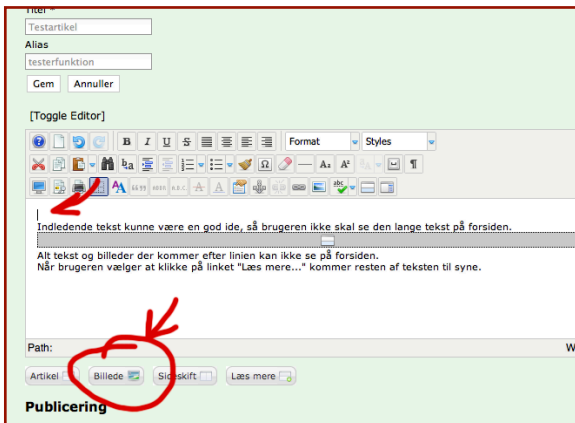 Titel *
Testartikel
Alias
testerfunktion
Gem Annuller
[Toggle Editor]
B I U S Format Styles
A₂ A² ¶
A A
Indledende tekst kunne være en god ide, så brugeren ikke skal se den lange tekst på forsiden.
Alt tekst og billeder der kommer efter linien kan ikke se på forsiden.
Når brugeren vælger at klikke på linket "Læs mere..." kommer resten af teksten til syne.
Path: W
Artikel Billede Sideskift Læs mere
Publicering